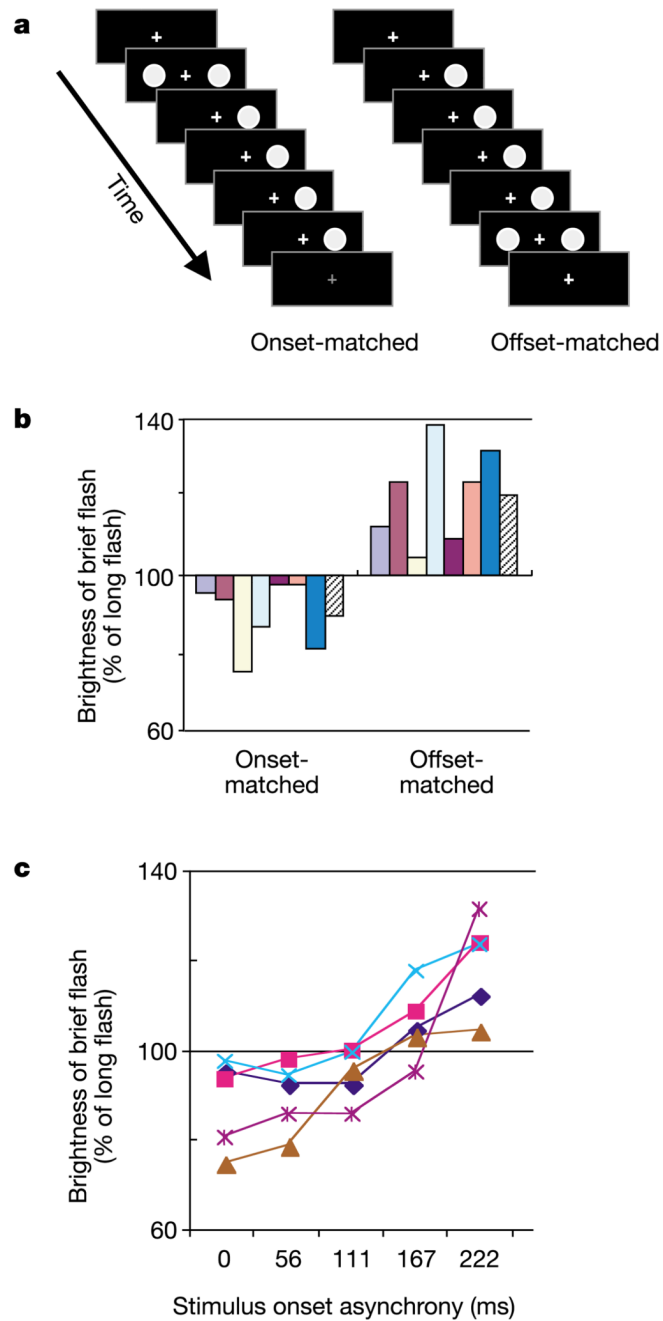 a
Time
Onset-matched
Offset-matched
b
Brightness of brief flash
(% of long flash)
140
100
60
Onset-
matched
Offset-
matched
c
Brightness of brief flash
(% of long flash)
140
100
60
0 56 111 167 222
Stimulus onset asynchrony (ms)